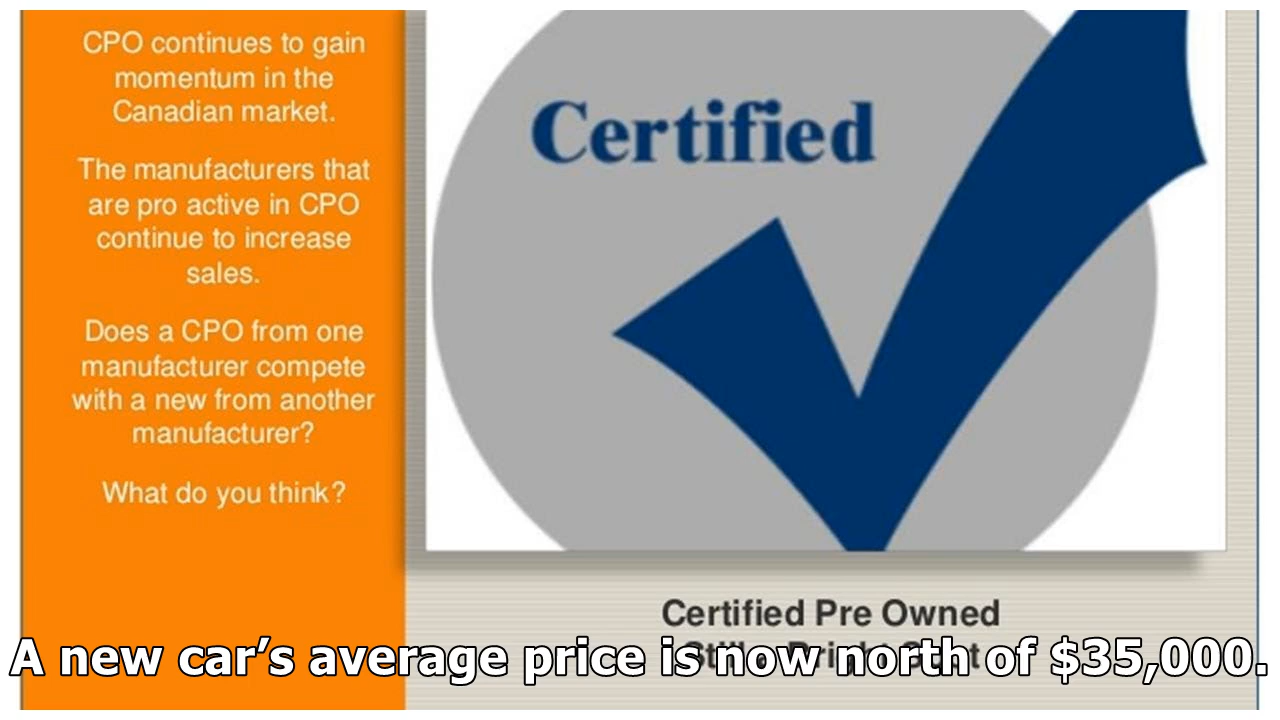 CPO continues to gain
momentum in the
Canadian market.
The manufacturers that
are pro active in CPO
continue to increase
sales.
Does a CPO from one
manufacturer compete
with a new from another
manufacturer?
What do you think?
Certified
Certified Pre Owned
A new car’s average price is now north of $35,000.